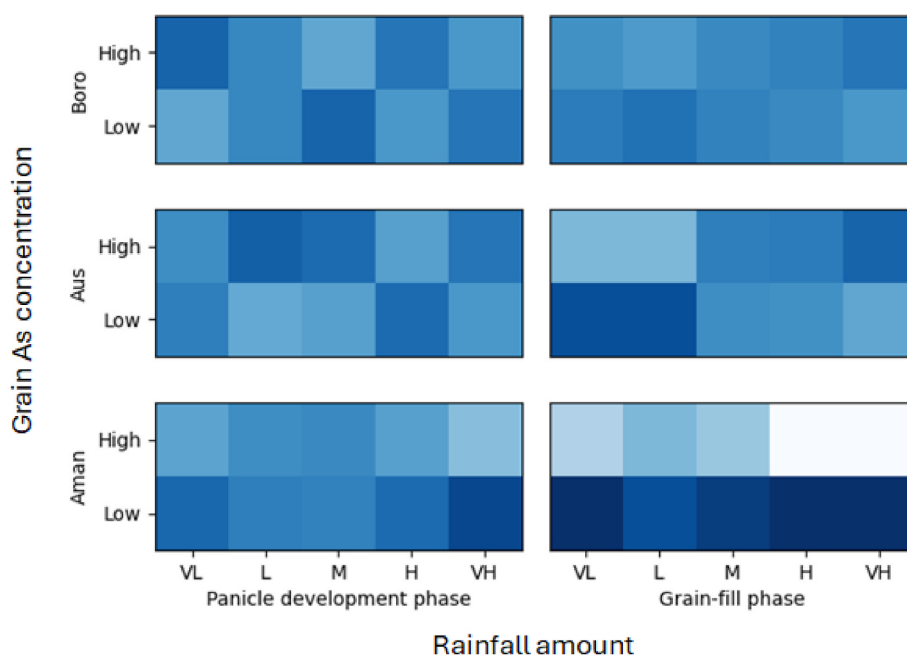 Grain As concentration
Boro
High
Low
Aus
High
Low
Aman
High
Low
VL L M H VH
VL L M H VH
Panicle development phase
Grain-fill phase
Rainfall amount